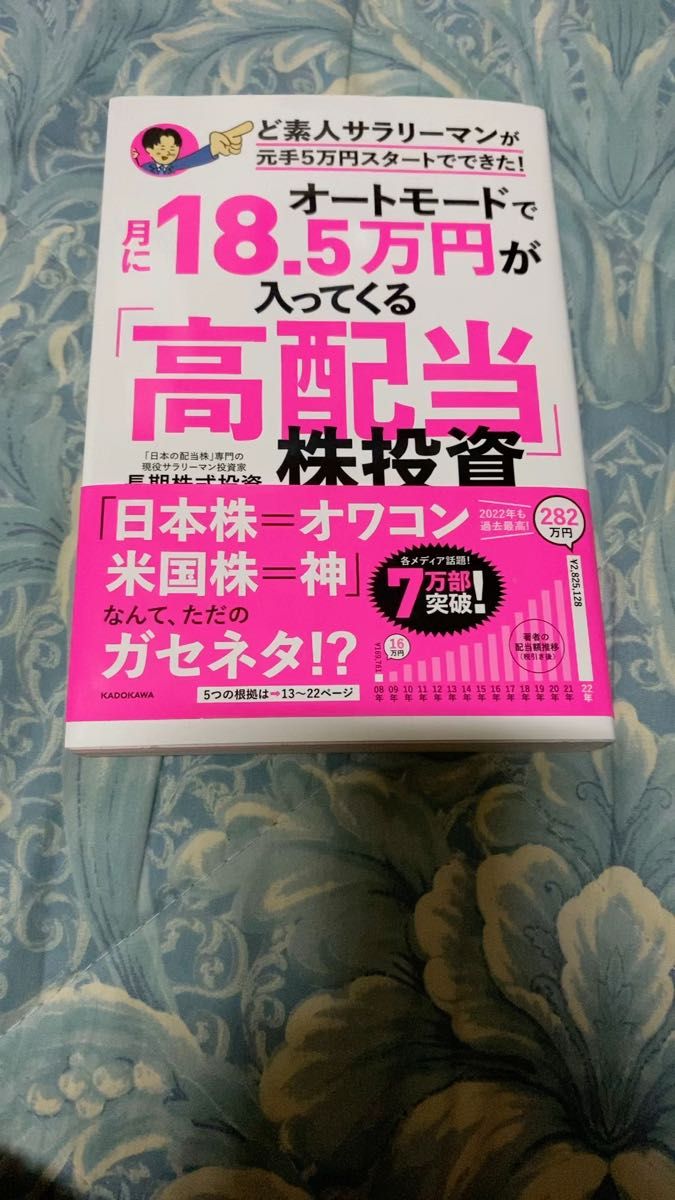 ど素人サラリーマンが
元手5万円スタートでできた！
オートモードで
月に18.5万円が
入ってくる
「高配当」
株投資
「日本の配当株」専門の
現役サラリーマン投資家
長期株式投資
「日本株＝オワコン
米国株＝神」
なんて、ただの
ガセネタ!?
KADOKAWA
5つの根拠は➡13〜22ページ
各メディア話題！
7万部
突破！
2022年も
過去最高！
282
万円
¥2,825,128
16
万円
¥169,761
著者の
配当額推移
（税引き後）
08年 09年 10年 11年 12年 13年 14年 15年 16年 17年 18年 19年 20年 21年 22年